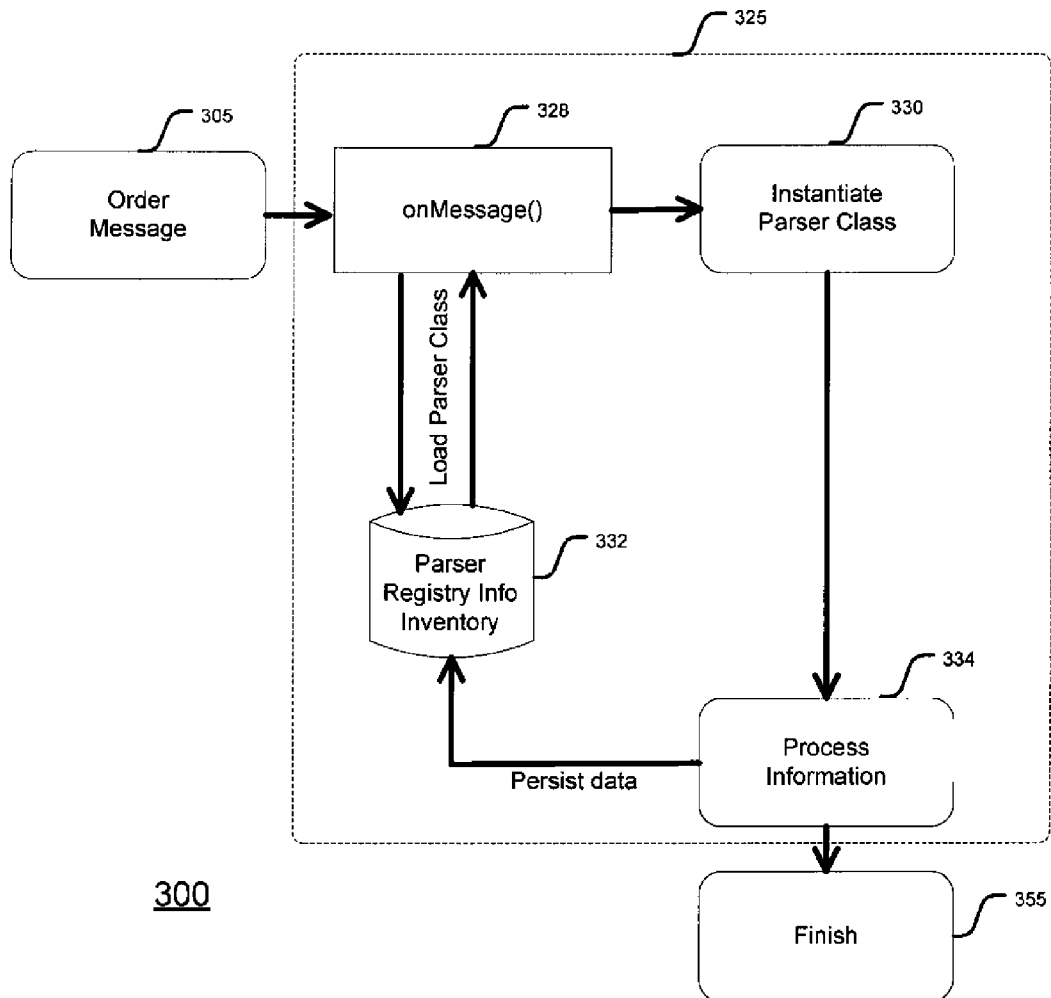 325
305
328
330
Order
Message
onMessage()
Instantiate
Parser Class
Load Parser Class
332
Parser
Registry Info
Inventory
334
Process
Information
Persist data
300
355
Finish